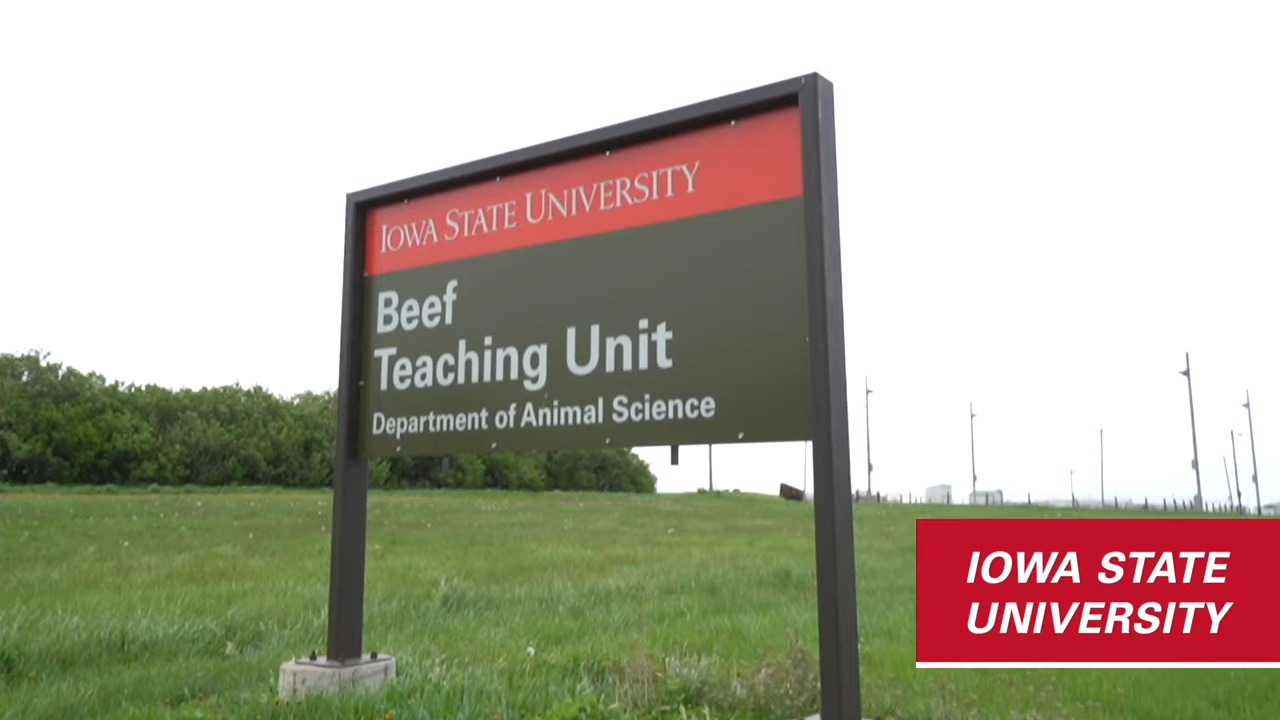 IOWA STATE UNIVERSITY
Beef
Teaching Unit
Department of Animal Science
IOWA STATE
UNIVERSITY